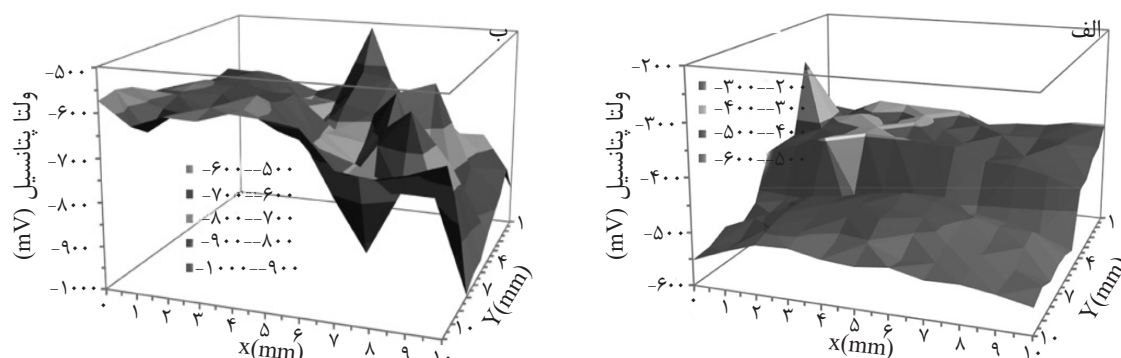 ب
ولتا پتانسیل (mV)
-۵۰۰
-۶۰۰
-۷۰۰
-۸۰۰
-۹۰۰
-۱۰۰۰
-۶۰۰--۵۰۰
-۷۰۰--۶۰۰
-۸۰۰--۷۰۰
-۹۰۰--۸۰۰
-۱۰۰۰--۹۰۰
۰ ۱ ۲ ۳ ۴ ۵ ۶ ۷ ۸ ۹ ۱۰
x(mm)
۱ ۴ ۷ ۱۰
Y(mm)
الف
ولتا پتانسیل (mV)
-۲۰۰
-۳۰۰
-۴۰۰
-۵۰۰
-۶۰۰
-۳۰۰--۲۰۰
-۴۰۰--۳۰۰
-۵۰۰--۴۰۰
-۶۰۰--۵۰۰
۰ ۱ ۲ ۳ ۴ ۵ ۶ ۷ ۸ ۹ ۱۰
x(mm)
۱ ۴ ۷ ۱۰
Y(mm)